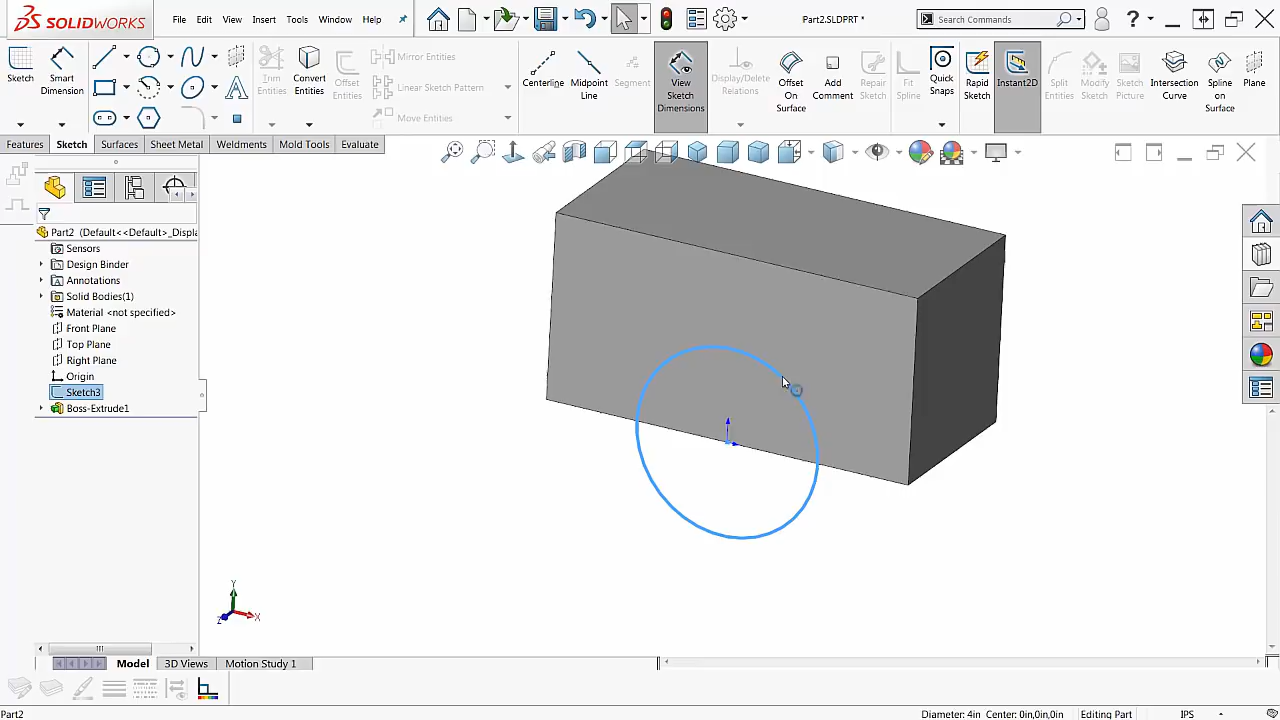 SOLIDWORKS
File Edit View Insert Tools Window Help
Part2.SLDPRT *
Search Commands
?
Sketch
Smart Dimension
Trim Entities
Convert Entities
Offset Entities
Mirror Entities
Linear Sketch Pattern
Move Entities
Centerline
Midpoint Line
Segment
View Sketch Dimensions
Display/Delete Relations
Offset On Surface
Add Comment
Repair Sketch
Fit Spline
Quick Snaps
Rapid Sketch
Instant2D
Split Entities
Modify Sketch
Sketch Picture
Intersection Curve
Spline on Surface
Plane
Features Sketch Surfaces Sheet Metal Weldments Mold Tools Evaluate
Part2 (Default<<Default>_Displa
Sensors
Design Binder
Annotations
Solid Bodies(1)
Material <not specified>
Front Plane
Top Plane
Right Plane
Origin
Sketch3
Boss-Extrude1
Y
X
Z
Model 3D Views Motion Study 1
Part2
Diameter: 4in Center: 0in,0in,0in
Editing Part
IPS